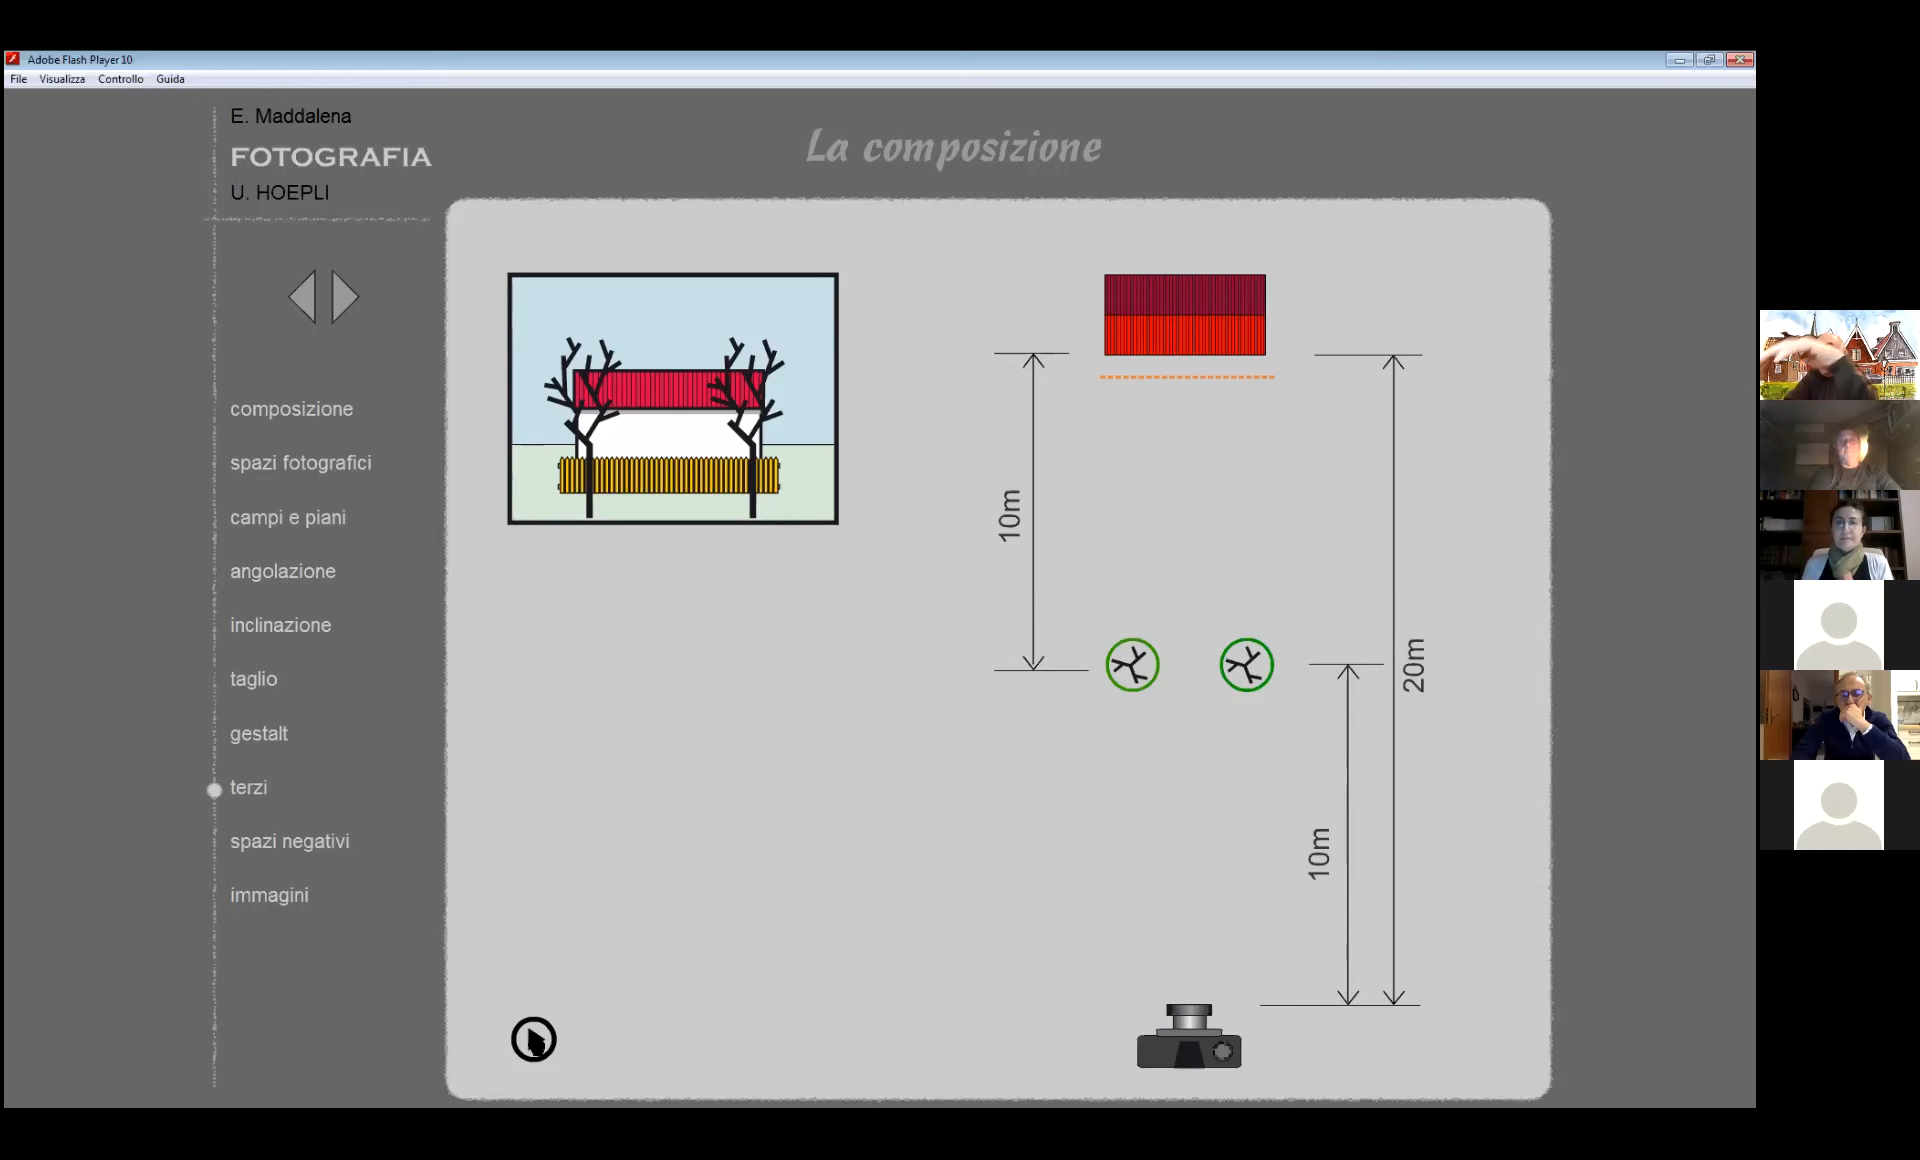 Adobe Flash Player 10
File Visualizza Controllo Guida
E. Maddalena
FOTOGRAFIA
U. HOEPLI
La composizione
composizione
spazi fotografici
campi e piani
angolazione
inclinazione
taglio
gestalt
terzi
spazi negativi
immagini
10m
20m
10m